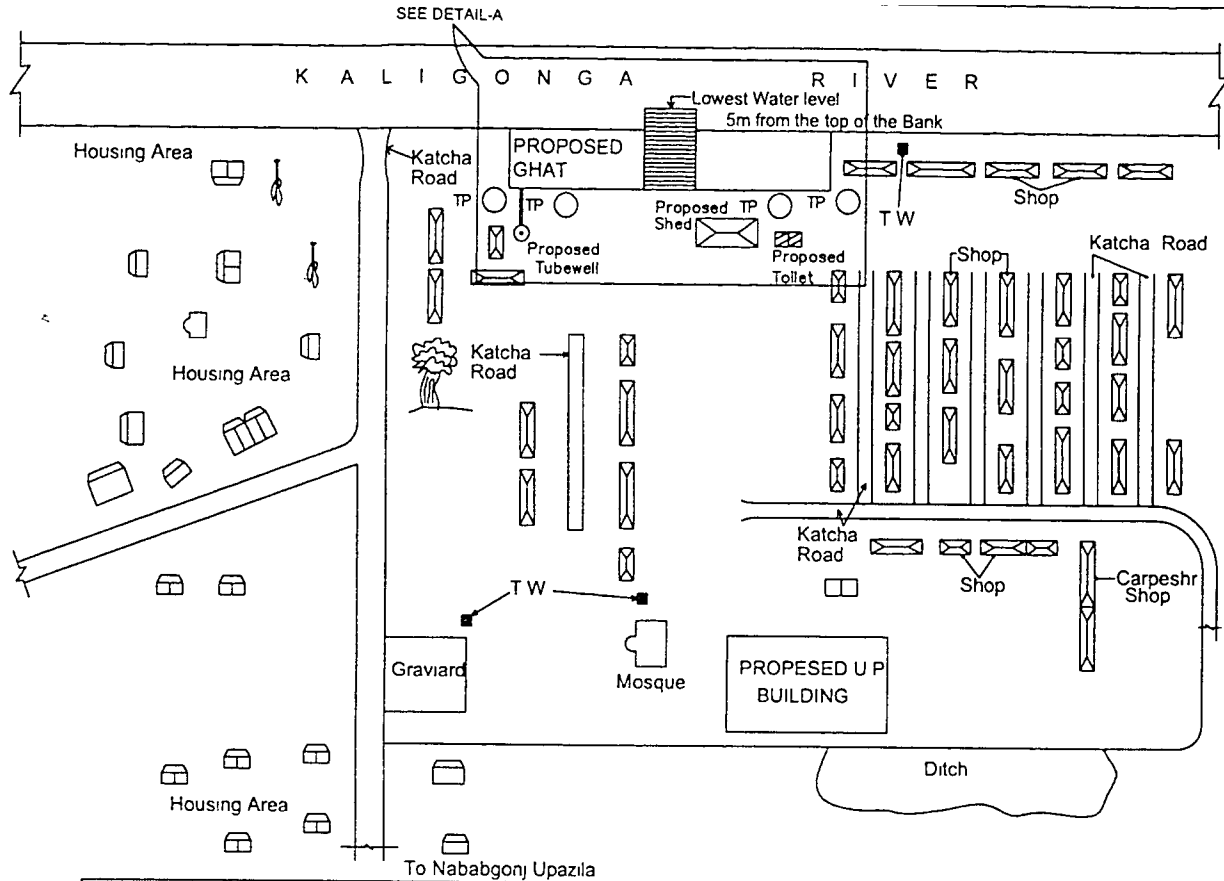 SEE DETAIL-A
KALIGONGA RIVER
Lowest Water level
5m from the top of the Bank
Housing Area
Katcha
Road
PROPOSED
GHAT
Shop
TP
TP
TP
TP
T W
Proposed
Shed
Proposed
Tubewell
Proposed
Toilet
Shop
Katcha Road
Katcha
Road
Housing Area
Katcha
Road
Shop
Carpeshr
Shop
T W
Graviard
Mosque
PROPESED U P
BUILDING
Ditch
Housing Area
To Nababgonj Upazila